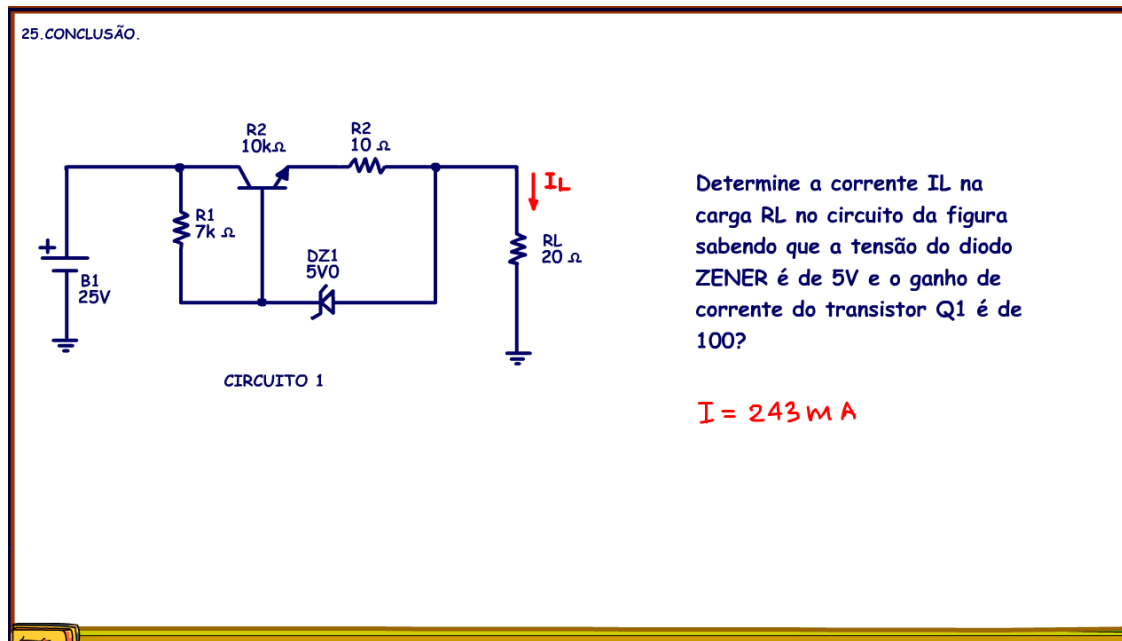 25.CONCLUSÃO.
R2
10kΩ
R2
10 Ω
IL
R1
7k Ω
DZ1
5V0
RL
20 Ω
+
B1
25V
CIRCUITO 1
Determine a corrente IL na
carga RL no circuito da figura
sabendo que a tensão do diodo
ZENER é de 5V e o ganho de
corrente do transistor Q1 é de
100?
I = 243 mA